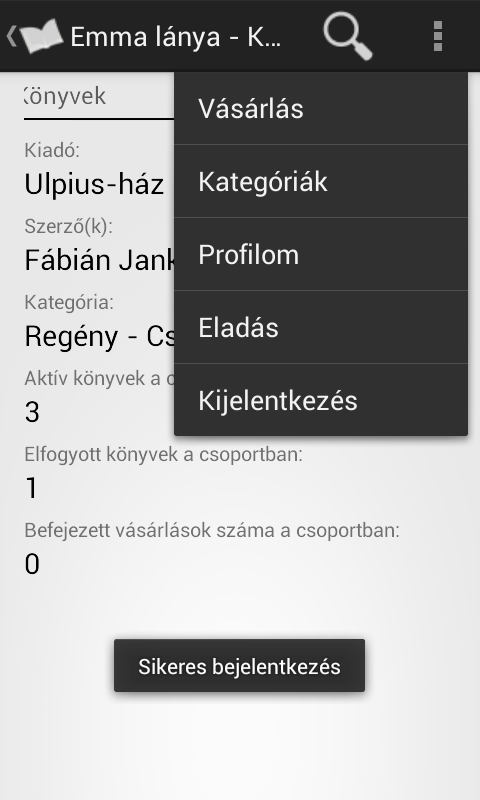 Emma lánya - K...
Könyvek
Vásárlás
Kategóriák
Profilom
Eladás
Kijelentkezés
Kiadó:
Ulpius-ház
Szerző(k):
Fábián Jank
Kategória:
Regény - Cs
Aktív könyvek a c
3
Elfogyott könyvek a csoportban:
1
Befejezett vásárlások száma a csoportban:
0
Sikeres bejelentkezés